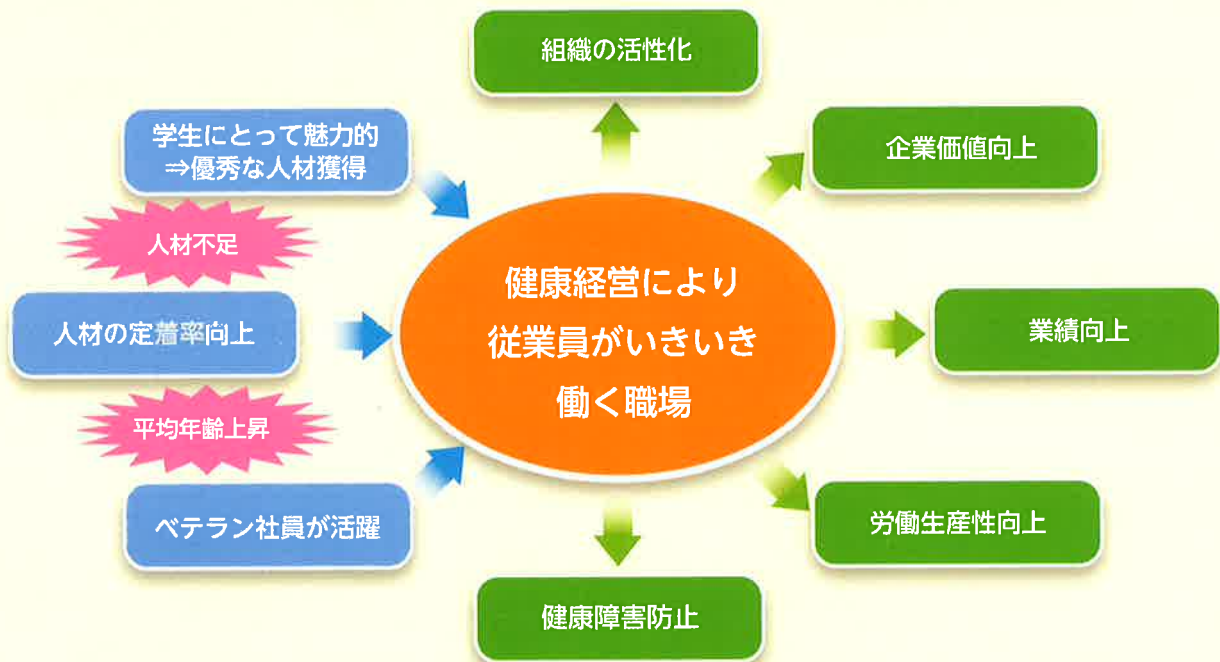 組織の活性化
学生にとって魅力的
⇒優秀な人材獲得
企業価値向上
人材不足
健康経営により
従業員がいきいき
働く職場
人材の定着率向上
業績向上
平均年齢上昇
ベテラン社員が活躍
労働生産性向上
健康障害防止